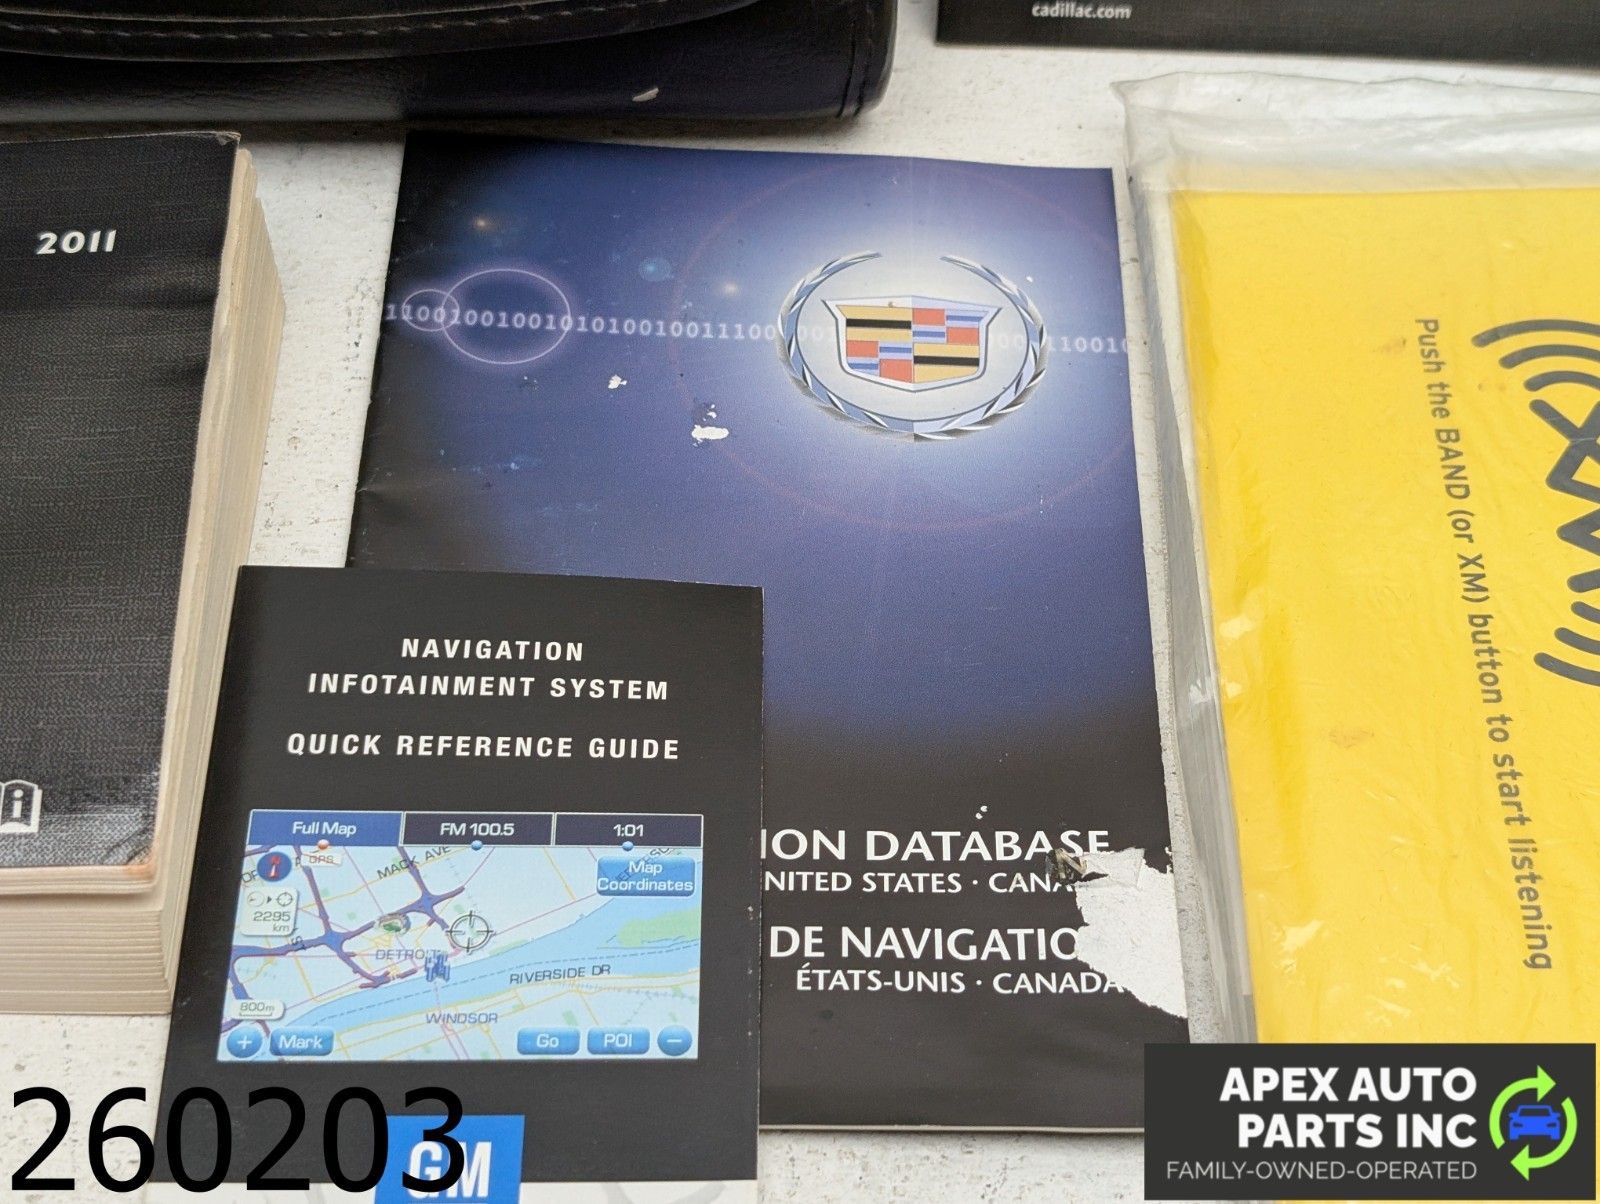 cadillac.com
2011
NAVIGATION
INFOTAINMENT SYSTEM
QUICK REFERENCE GUIDE
Full Map
FM 100.5
1:01
GPS
MACK AVE
Map
Coordinates
2295
km
DETROIT
RIVERSIDE DR
800m
WINDSOR
+
Mark
Go
POI
−
GM
ION DATABASE
NITED STATES · CANA
DE NAVIGATIO
ÉTATS-UNIS · CANADA
XM
Push the BAND (or XM) button to start listening
260203
APEX AUTO
PARTS INC
FAMILY-OWNED-OPERATED